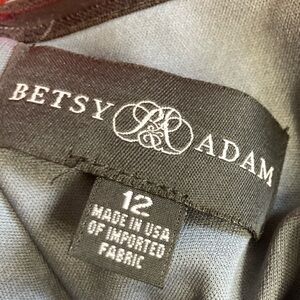 BETSY B&A ADAM
12
MADE IN USA
OF IMPORTED
FABRIC